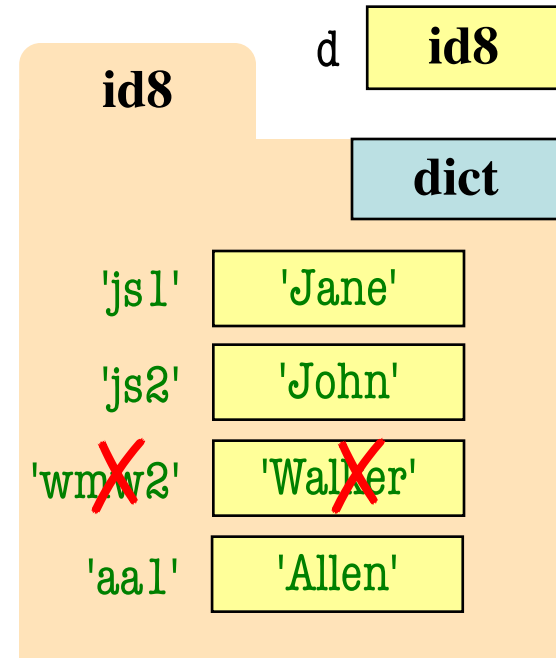 d id8
id8
dict
'js1' 'Jane'
'js2' 'John'
'wmw2' 'Walker'
'aa1' 'Allen'